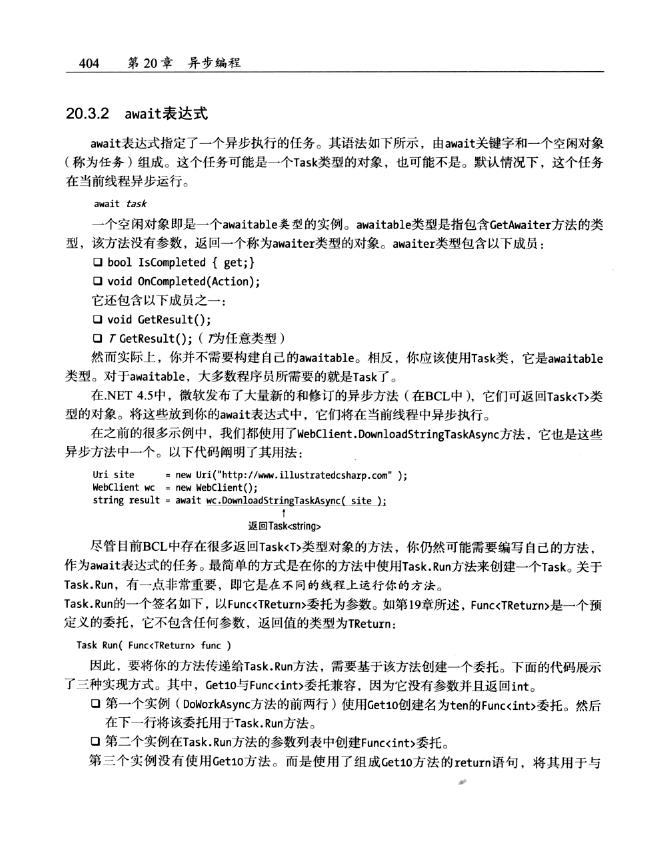 404 第20章 异步编程
20.3.2 await表达式
await表达式指定了一个异步执行的任务。其语法如下所示，由await关键字和一个空闲对象
（称为任务）组成。这个任务可能是一个Task类型的对象，也可能不是。默认情况下，这个任务
在当前线程异步运行。
await task
一个空闲对象即是一个awaitable类型的实例。awaitable类型是指包含GetAwaiter方法的类
型，该方法没有参数，返回一个称为awaiter类型的对象。awaiter类型包含以下成员：
❑ bool IsCompleted { get;}
❑ void OnCompleted(Action);
它还包含以下成员之一：
❑ void GetResult();
❑ T GetResult();（T为任意类型）
然而实际上，你并不需要构建自己的awaitable。相反，你应该使用Task类，它是awaitable
类型。对于awaitable，大多数程序员所需要的就是Task了。
在.NET 4.5中，微软发布了大量新的和修订的异步方法（在BCL中），它们可返回Task<T>类
型的对象。将这些放到你的await表达式中，它们将在当前线程中异步执行。
在之前的很多示例中，我们都使用了WebClient.DownloadStringTaskAsync方法，它也是这些
异步方法中一个。以下代码阐明了其用法：
Uri site = new Uri("http://www.illustratedcsharp.com" );
WebClient wc = new WebClient();
string result = await wc.DownloadStringTaskAsync( site );
↑
返回Task<string>
尽管目前BCL中存在很多返回Task<T>类型对象的方法，你仍然可能需要编写自己的方法，
作为await表达式的任务。最简单的方式是在你的方法中使用Task.Run方法来创建一个Task。关于
Task.Run，有一点非常重要，即它是在不同的线程上运行你的方法。
Task.Run的一个签名如下，以Func<TReturn>委托为参数。如第19章所述，Func<TReturn>是一个预
定义的委托，它不包含任何参数，返回值的类型为TReturn：
Task Run( Func<TReturn> func )
因此，要将你的方法传递给Task.Run方法，需要基于该方法创建一个委托。下面的代码展示
了三种实现方式。其中，Get10与Func<int>委托兼容，因为它没有参数并且返回int。
❑ 第一个实例（DoWorkAsync方法的前两行）使用Get10创建名为ten的Func<int>委托。然后
在下一行将该委托用于Task.Run方法。
❑ 第二个实例在Task.Run方法的参数列表中创建Func<int>委托。
第三个实例没有使用Get10方法。而是使用了组成Get10方法的return语句，将其用于与